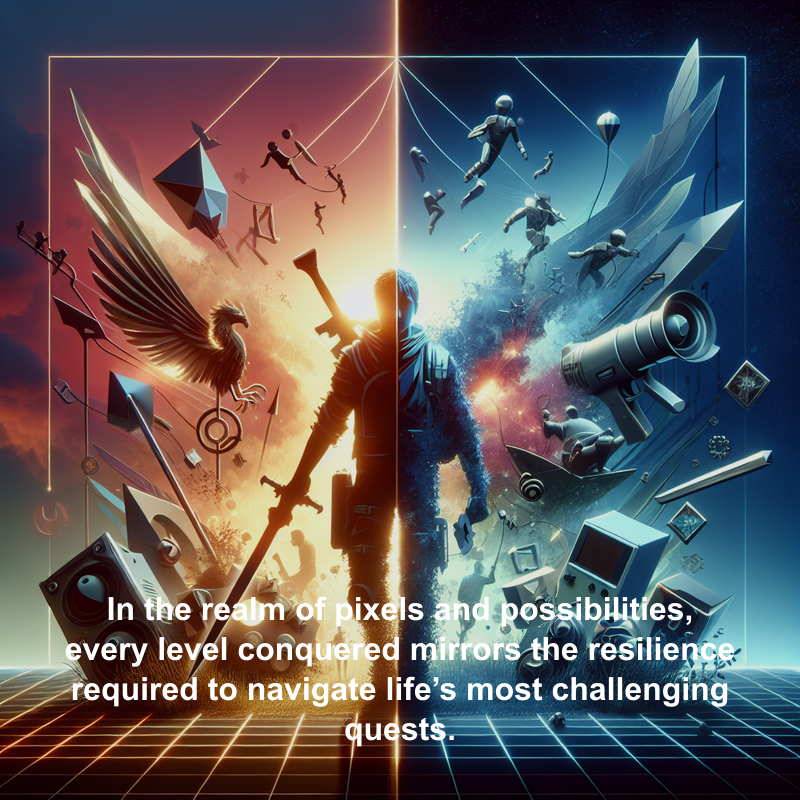 In the realm of pixels and possibilities,
every level conquered mirrors the resilience
required to navigate life’s most challenging
quests.